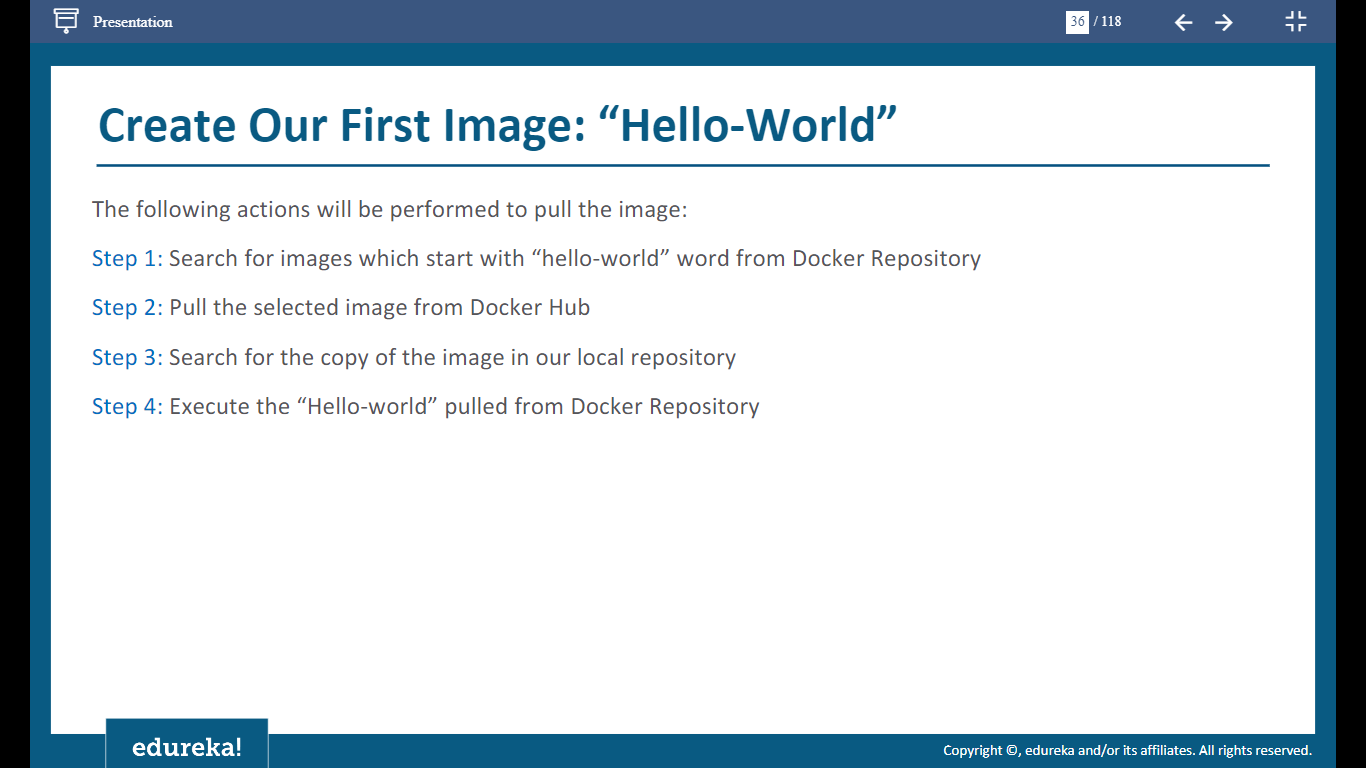 Presentation
36 / 118
Create Our First Image: “Hello-World”
The following actions will be performed to pull the image:
Step 1: Search for images which start with “hello-world” word from Docker Repository
Step 2: Pull the selected image from Docker Hub
Step 3: Search for the copy of the image in our local repository
Step 4: Execute the “Hello-world” pulled from Docker Repository
edureka!
Copyright ©, edureka and/or its affiliates. All rights reserved.